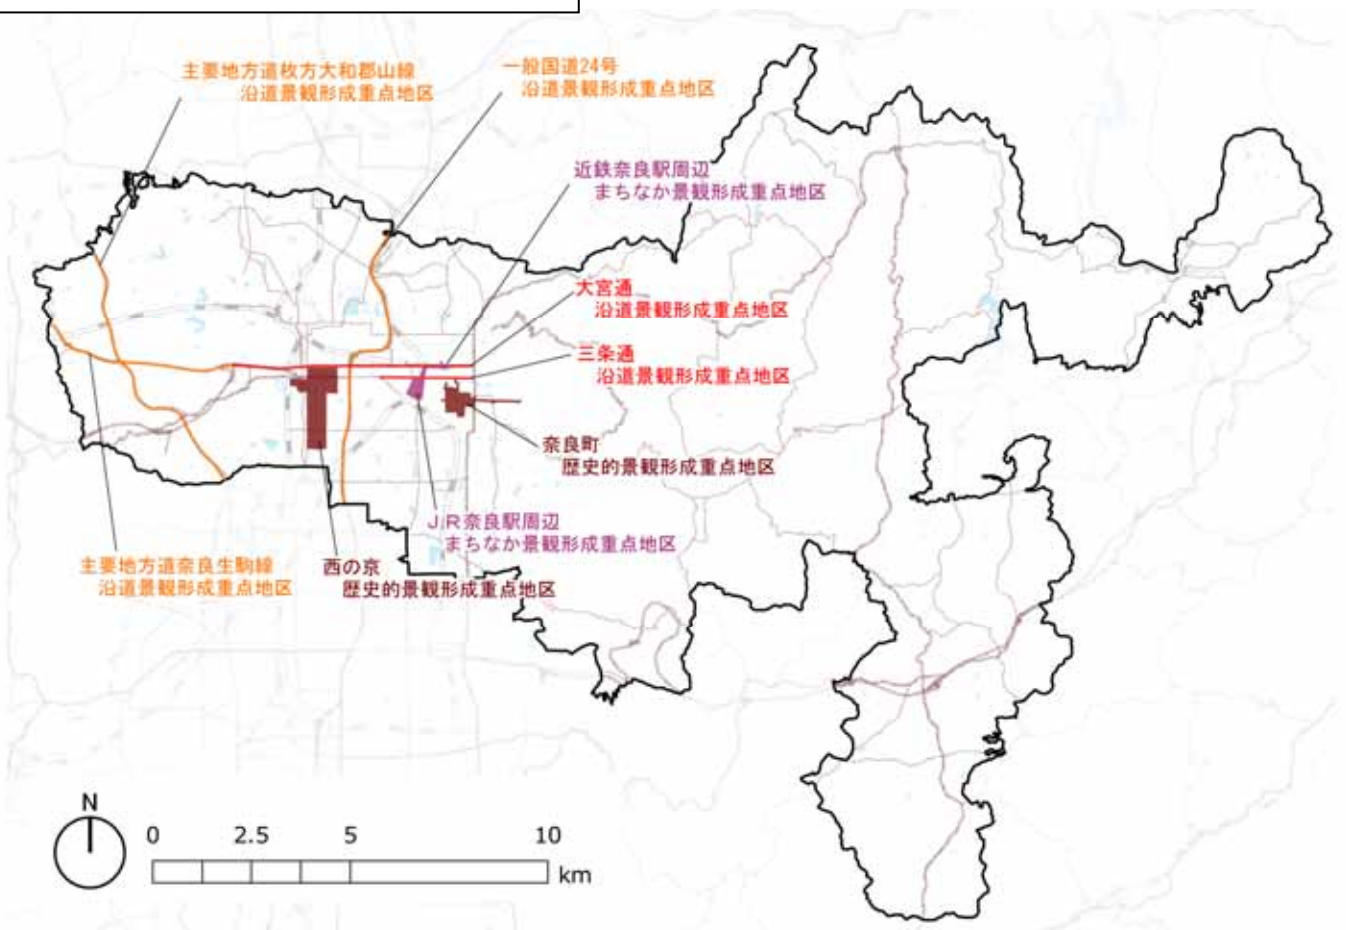 主要地方道枚方大和郡山線
沿道景観形成重点地区
一般国道24号
沿道景観形成重点地区
近鉄奈良駅周辺
まちなか景観形成重点地区
大宮通
沿道景観形成重点地区
三条通
沿道景観形成重点地区
奈良町
歴史的景観形成重点地区
JR奈良駅周辺
まちなか景観形成重点地区
主要地方道奈良生駒線
沿道景観形成重点地区
西の京
歴史的景観形成重点地区
N
0 2.5 5 10
km